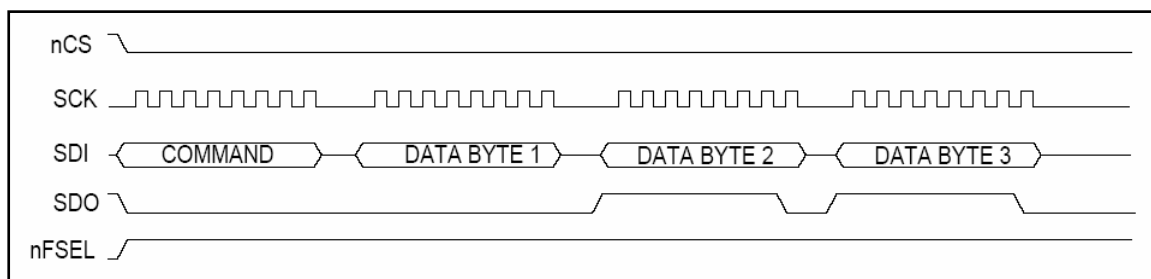 nCS
SCK
SDI COMMAND DATA BYTE 1 DATA BYTE 2 DATA BYTE 3
SDO
nFSEL